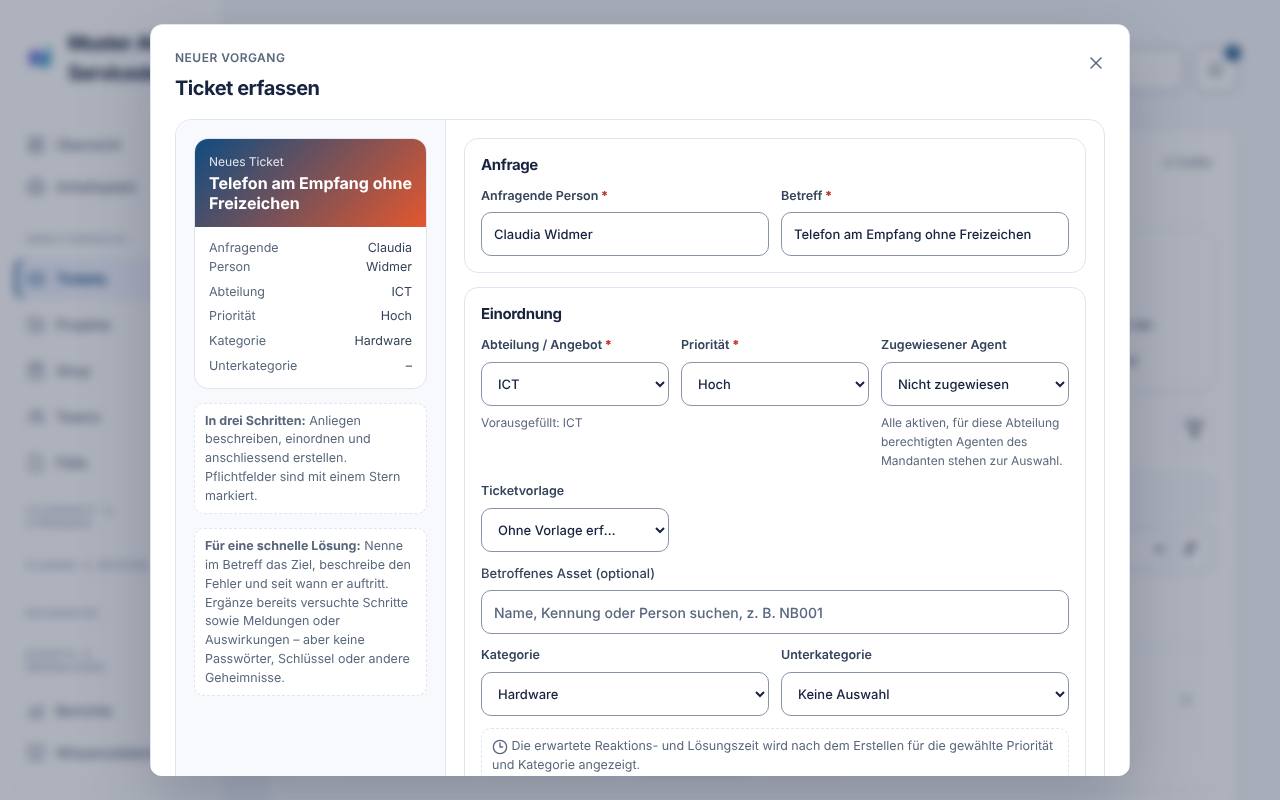 NEUER VORGANG
Ticket erfassen
Neues Ticket
Telefon am Empfang ohne
Freizeichen
Anfragende
Person
Claudia
Widmer
Abteilung
ICT
Priorität
Hoch
Kategorie
Hardware
Unterkategorie
–
In drei Schritten: Anliegen
beschreiben, einordnen und
anschliessend erstellen.
Pflichtfelder sind mit einem Stern
markiert.
Für eine schnelle Lösung: Nenne
im Betreff das Ziel, beschreibe den
Fehler und seit wann er auftritt.
Ergänze bereits versuchte Schritte
sowie Meldungen oder
Auswirkungen – aber keine
Passwörter, Schlüssel oder andere
Geheimnisse.
Anfrage
Anfragende Person *
Betreff *
Claudia Widmer
Telefon am Empfang ohne Freizeichen
Einordnung
Abteilung / Angebot *
Priorität *
Zugewiesener Agent
ICT
Hoch
Nicht zugewiesen
Vorausgefüllt: ICT
Alle aktiven, für diese Abteilung
berechtigten Agenten des
Mandanten stehen zur Auswahl.
Ticketvorlage
Ohne Vorlage erf...
Betroffenes Asset (optional)
Name, Kennung oder Person suchen, z. B. NB001
Kategorie
Unterkategorie
Hardware
Keine Auswahl
Die erwartete Reaktions- und Lösungszeit wird nach dem Erstellen für die gewählte Priorität
und Kategorie angezeigt.